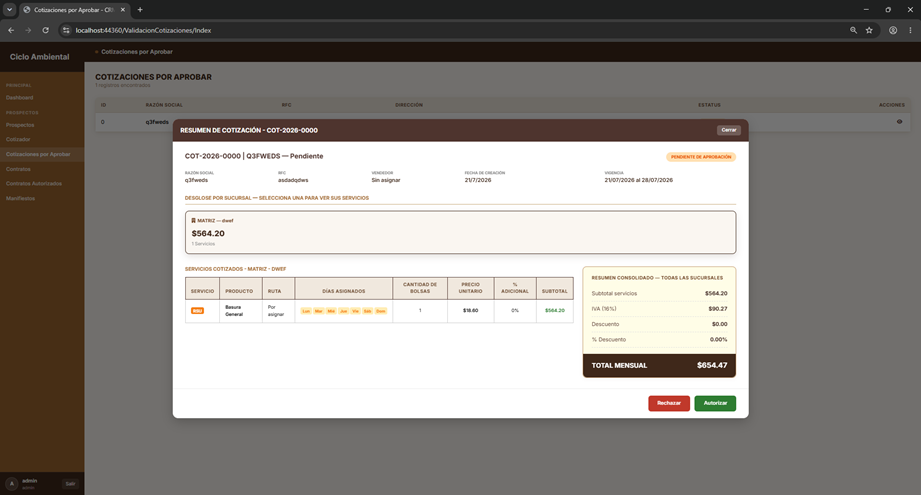 Cotizaciones por Aprobar - Cicl
localhost:44360/ValidacionCotizaciones/Index
Ciclo Ambiental
Cotizaciones por Aprobar
PRINCIPAL
Dashboard
PROSPECTOS
Prospectos
Cotizador
Cotizaciones por Aprobar
Contratos
Contratos Autorizados
Manifiestos
A
admin
admin
Salir
COTIZACIONES POR APROBAR
1 registros encontrados
ID RAZÓN SOCIAL RFC DIRECCIÓN ESTATUS ACCIONES
0 q3fweds
RESUMEN DE COTIZACIÓN - COT-2026-0000
Cerrar
COT-2026-0000 | Q3FWEDS — Pendiente
PENDIENTE DE APROBACIÓN
RAZÓN SOCIAL RFC VENDEDOR FECHA DE CREACIÓN VIGENCIA
q3fweds asdadqdws Sin asignar 21/7/2026 21/07/2026 al 28/07/2026
DESGLOSE POR SUCURSAL — SELECCIONA UNA PARA VER SUS SERVICIOS
MATRIZ — dwef
$564.20
1 Servicios
SERVICIOS COTIZADOS - MATRIZ - DWEF
SERVICIO PRODUCTO RUTA DÍAS ASIGNADOS CANTIDAD DE BOLSAS PRECIO UNITARIO % ADICIONAL SUBTOTAL
RSU Basura General Por asignar Lun Mar Mié Jue Vie Sáb Dom 1 $18.60 0% $564.20
RESUMEN CONSOLIDADO — TODAS LAS SUCURSALES
Subtotal servicios $564.20
IVA (16%) $90.27
Descuento $0.00
% Descuento 0.00%
TOTAL MENSUAL $654.47
Rechazar
Autorizar